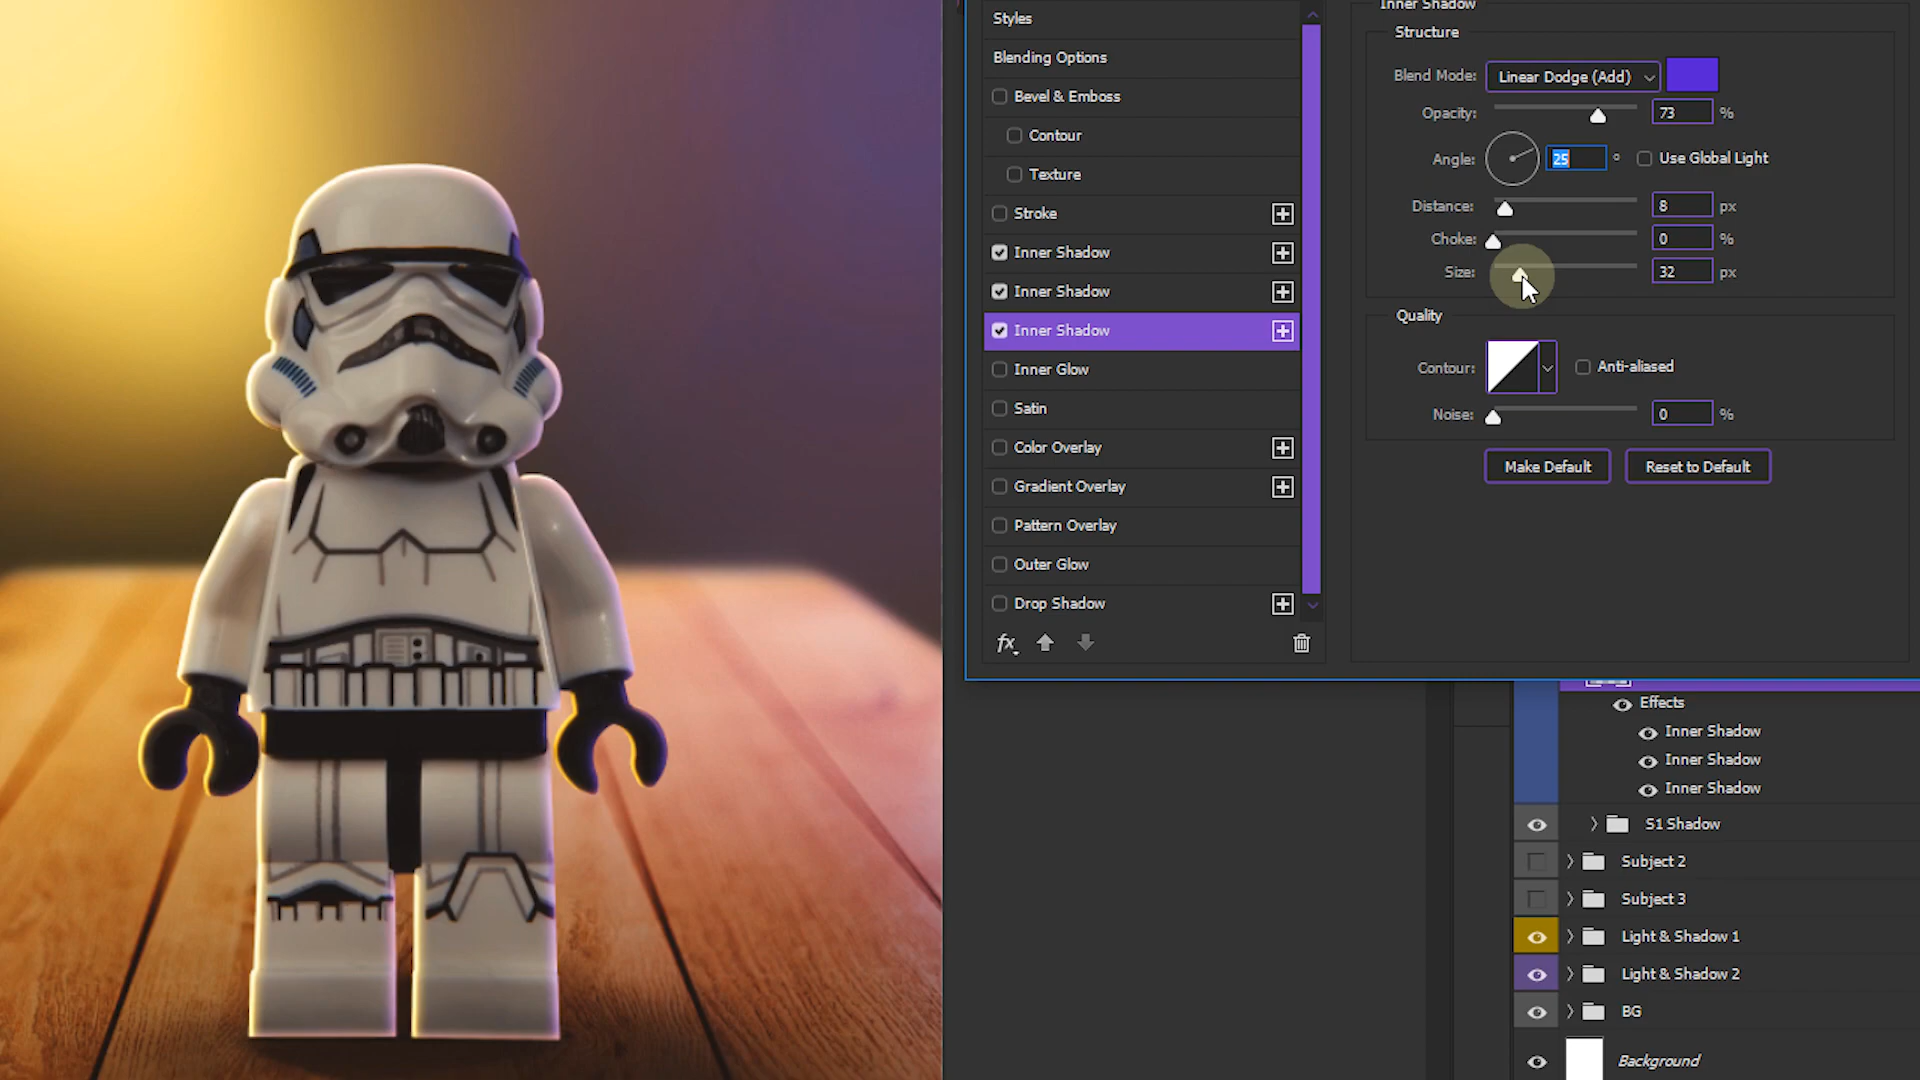 Styles
Blending Options
Bevel & Emboss
Contour
Texture
Stroke
Inner Shadow
Inner Shadow
Inner Shadow
Inner Glow
Satin
Color Overlay
Gradient Overlay
Pattern Overlay
Outer Glow
Drop Shadow
fx
Inner Shadow
Structure
Blend Mode: Linear Dodge (Add)
Opacity: 73 %
Angle: 25 ° Use Global Light
Distance: 8 px
Choke: 0 %
Size: 32 px
Quality
Contour: Anti-aliased
Noise: 0 %
Make Default Reset to Default
Effects
Inner Shadow
Inner Shadow
Inner Shadow
S1 Shadow
Subject 2
Subject 3
Light & Shadow 1
Light & Shadow 2
BG
Background